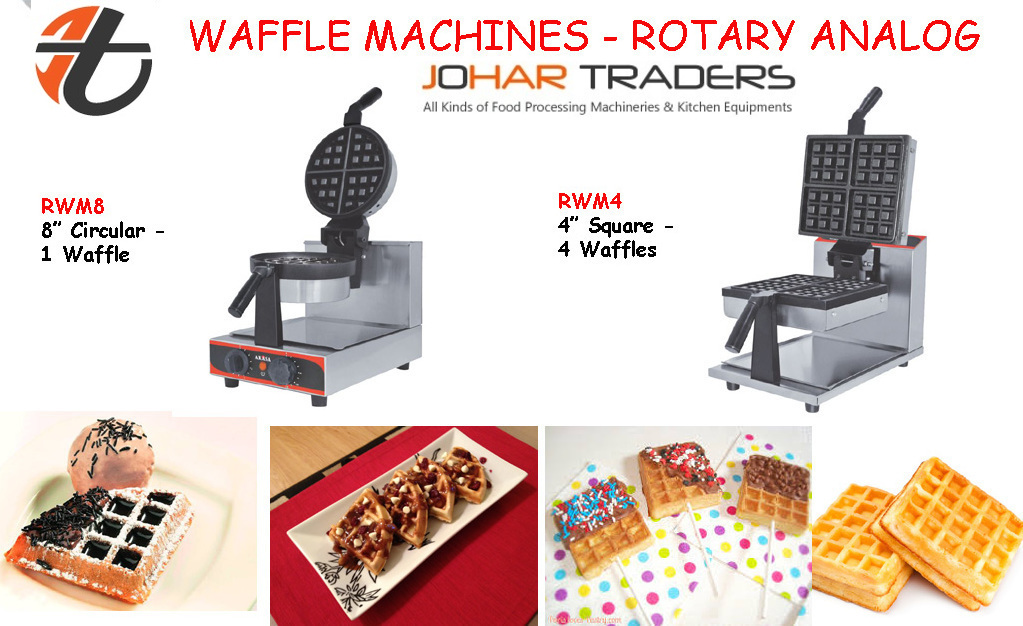 WAFFLE MACHINES - ROTARY ANALOG
JOHAR TRADERS
All Kinds of Food Processing Machineries & Kitchen Equipments
RWM8
8” Circular -
1 Waffle
RWM4
4” Square -
4 Waffles
AKASA